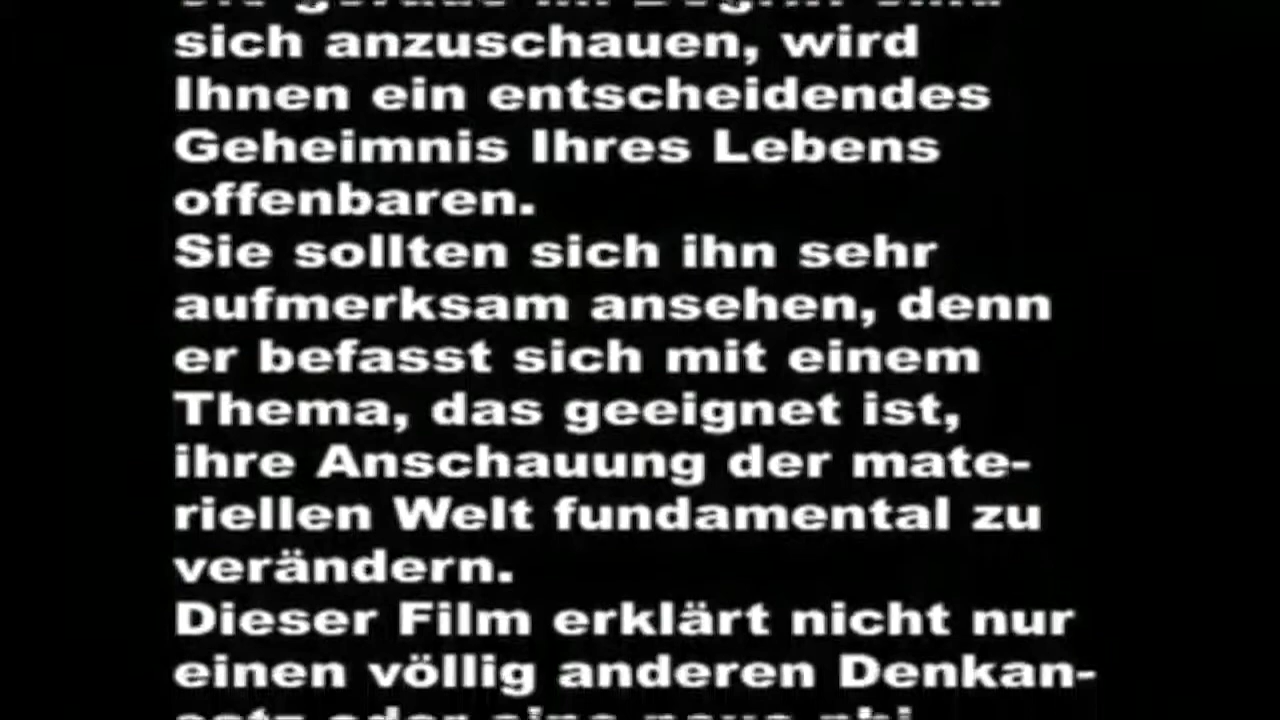 sich anzuschauen, wird
Ihnen ein entscheidendes
Geheimnis Ihres Lebens
offenbaren.
Sie sollten sich ihn sehr
aufmerksam ansehen, denn
er befasst sich mit einem
Thema, das geeignet ist,
ihre Anschauung der mate-
riellen Welt fundamental zu
verändern.
Dieser Film erklärt nicht nur
einen völlig anderen Denkan-